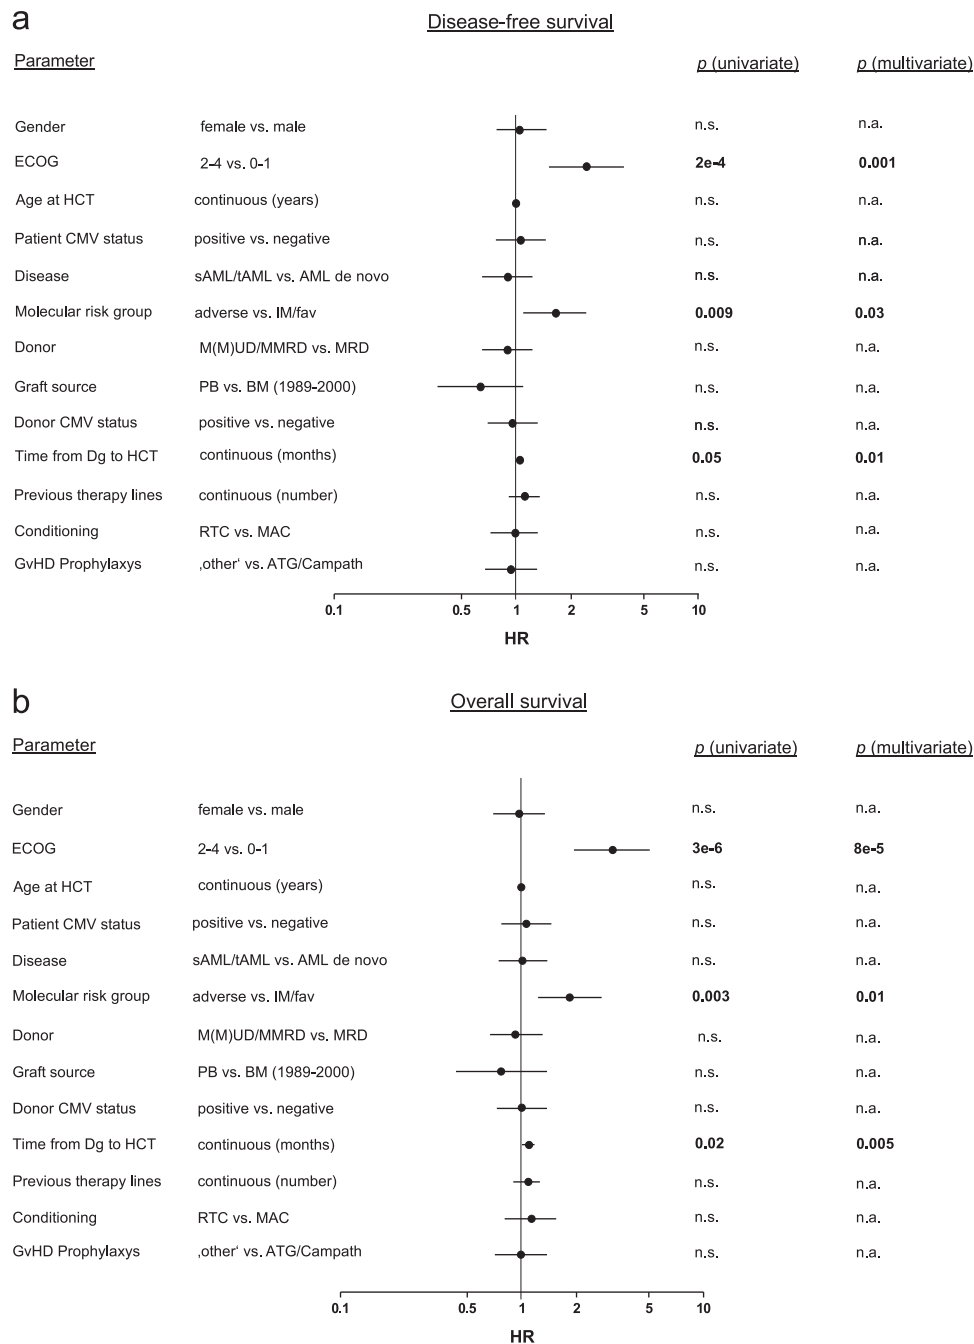 a
Disease-free survival
Parameter p (univariate) p (multivariate)
Gender female vs. male n.s. n.a.
ECOG 2-4 vs. 0-1 2e-4 0.001
Age at HCT continuous (years) n.s. n.a.
Patient CMV status positive vs. negative n.s. n.a.
Disease sAML/tAML vs. AML de novo n.s. n.a.
Molecular risk group adverse vs. IM/fav 0.009 0.03
Donor M(M)UD/MMRD vs. MRD n.s. n.a.
Graft source PB vs. BM (1989-2000) n.s. n.a.
Donor CMV status positive vs. negative n.s. n.a.
Time from Dg to HCT continuous (months) 0.05 0.01
Previous therapy lines continuous (number) n.s. n.a.
Conditioning RTC vs. MAC n.s. n.a.
GvHD Prophylaxys ‚other‘ vs. ATG/Campath n.s. n.a.
0.1 0.5 1 2 5 10
HR
b
Overall survival
Parameter p (univariate) p (multivariate)
Gender female vs. male n.s. n.a.
ECOG 2-4 vs. 0-1 3e-6 8e-5
Age at HCT continuous (years) n.s. n.a.
Patient CMV status positive vs. negative n.s. n.a.
Disease sAML/tAML vs. AML de novo n.s. n.a.
Molecular risk group adverse vs. IM/fav 0.003 0.01
Donor M(M)UD/MMRD vs. MRD n.s. n.a.
Graft source PB vs. BM (1989-2000) n.s. n.a.
Donor CMV status positive vs. negative n.s. n.a.
Time from Dg to HCT continuous (months) 0.02 0.005
Previous therapy lines continuous (number) n.s. n.a.
Conditioning RTC vs. MAC n.s. n.a.
GvHD Prophylaxys ‚other‘ vs. ATG/Campath n.s. n.a.
0.1 0.5 1 2 5 10
HR